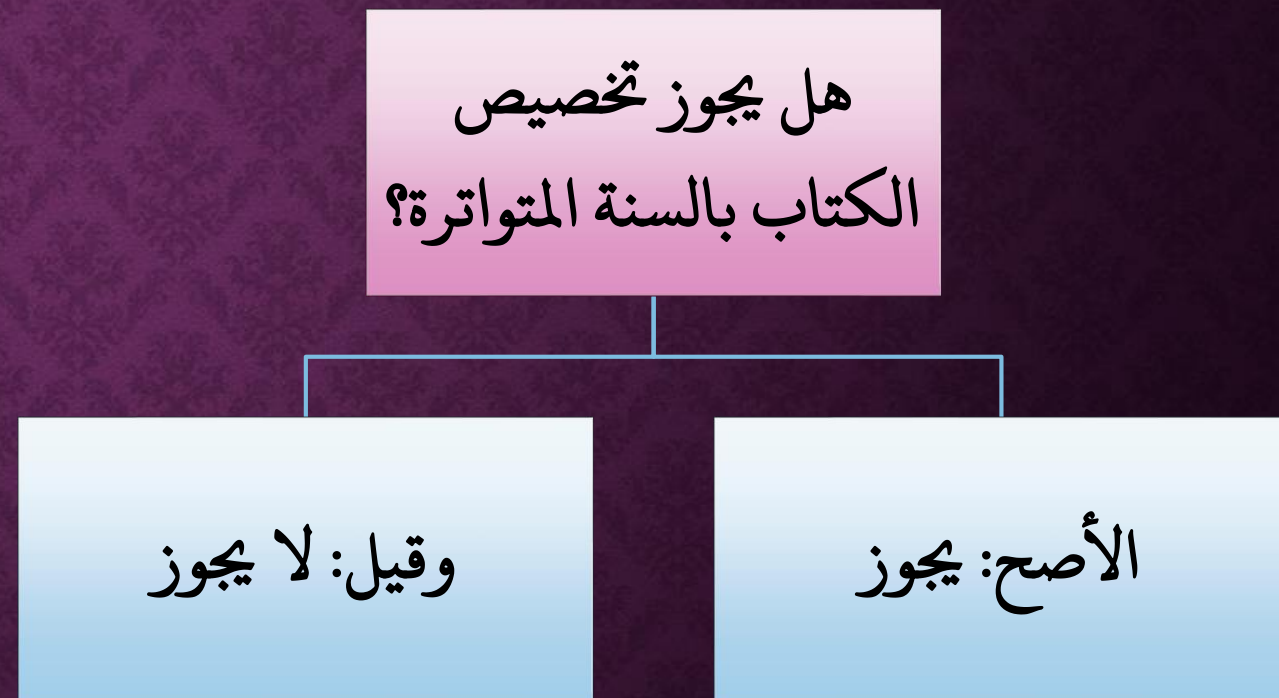 هل يجوز تخصيص
الكتاب بالسنة المتواترة؟
الأصح: يجوز
وقيل: لا يجوز